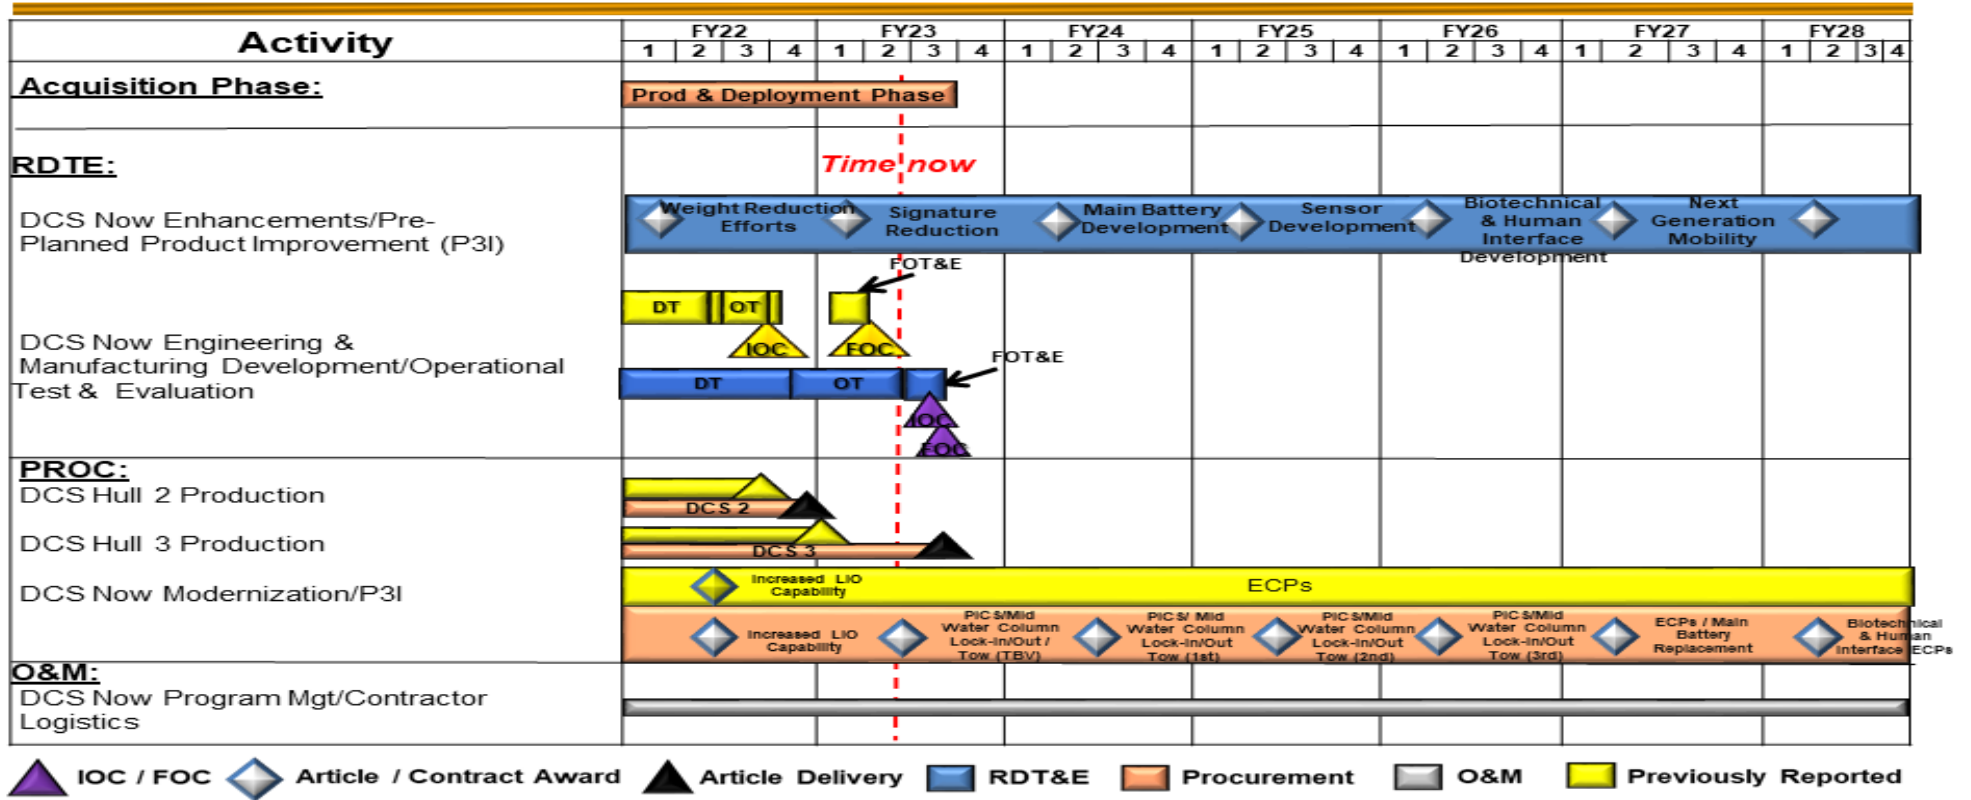 Activity
FY22 FY23 FY24 FY25 FY26 FY27 FY28
1 2 3 4 1 2 3 4 1 2 3 4 1 2 3 4 1 2 3 4 1 2 3 4 1 2 3 4
Acquisition Phase:
Prod & Deployment Phase
RDTE:
Time now
DCS Now Enhancements/Pre-
Planned Product Improvement (P3I)
Weight Reduction
Efforts
Signature
Reduction
Main Battery
Development
Sensor
Development
Biotechnical
& Human
Interface
Development
Next
Generation
Mobility
FOT&E
DT OT
IOC FOC
DCS Now Engineering &
Manufacturing Development/Operational
Test & Evaluation
FOT&E
DT OT
IOC
FOC
PROC:
DCS Hull 2 Production
DCS 2
DCS Hull 3 Production
DCS 3
DCS Now Modernization/P3I
Increased LIO
Capability
ECPs
Increased LIO
Capability
PICS/Mid
Water Column
Lock-In/Out /
Tow (TBV)
PICS/ Mid
Water Column
Lock-In/Out
Tow (1st)
PICS/Mid
Water Column
Lock-In/Out
Tow (2nd)
PICS/Mid
Water Column
Lock-In/Out
Tow (3rd)
ECPs / Main
Battery
Replacement
Biotechnical
& Human
Interface ECPs
O&M:
DCS Now Program Mgt/Contractor
Logistics
IOC / FOC Article / Contract Award Article Delivery RDT&E Procurement O&M Previously Reported